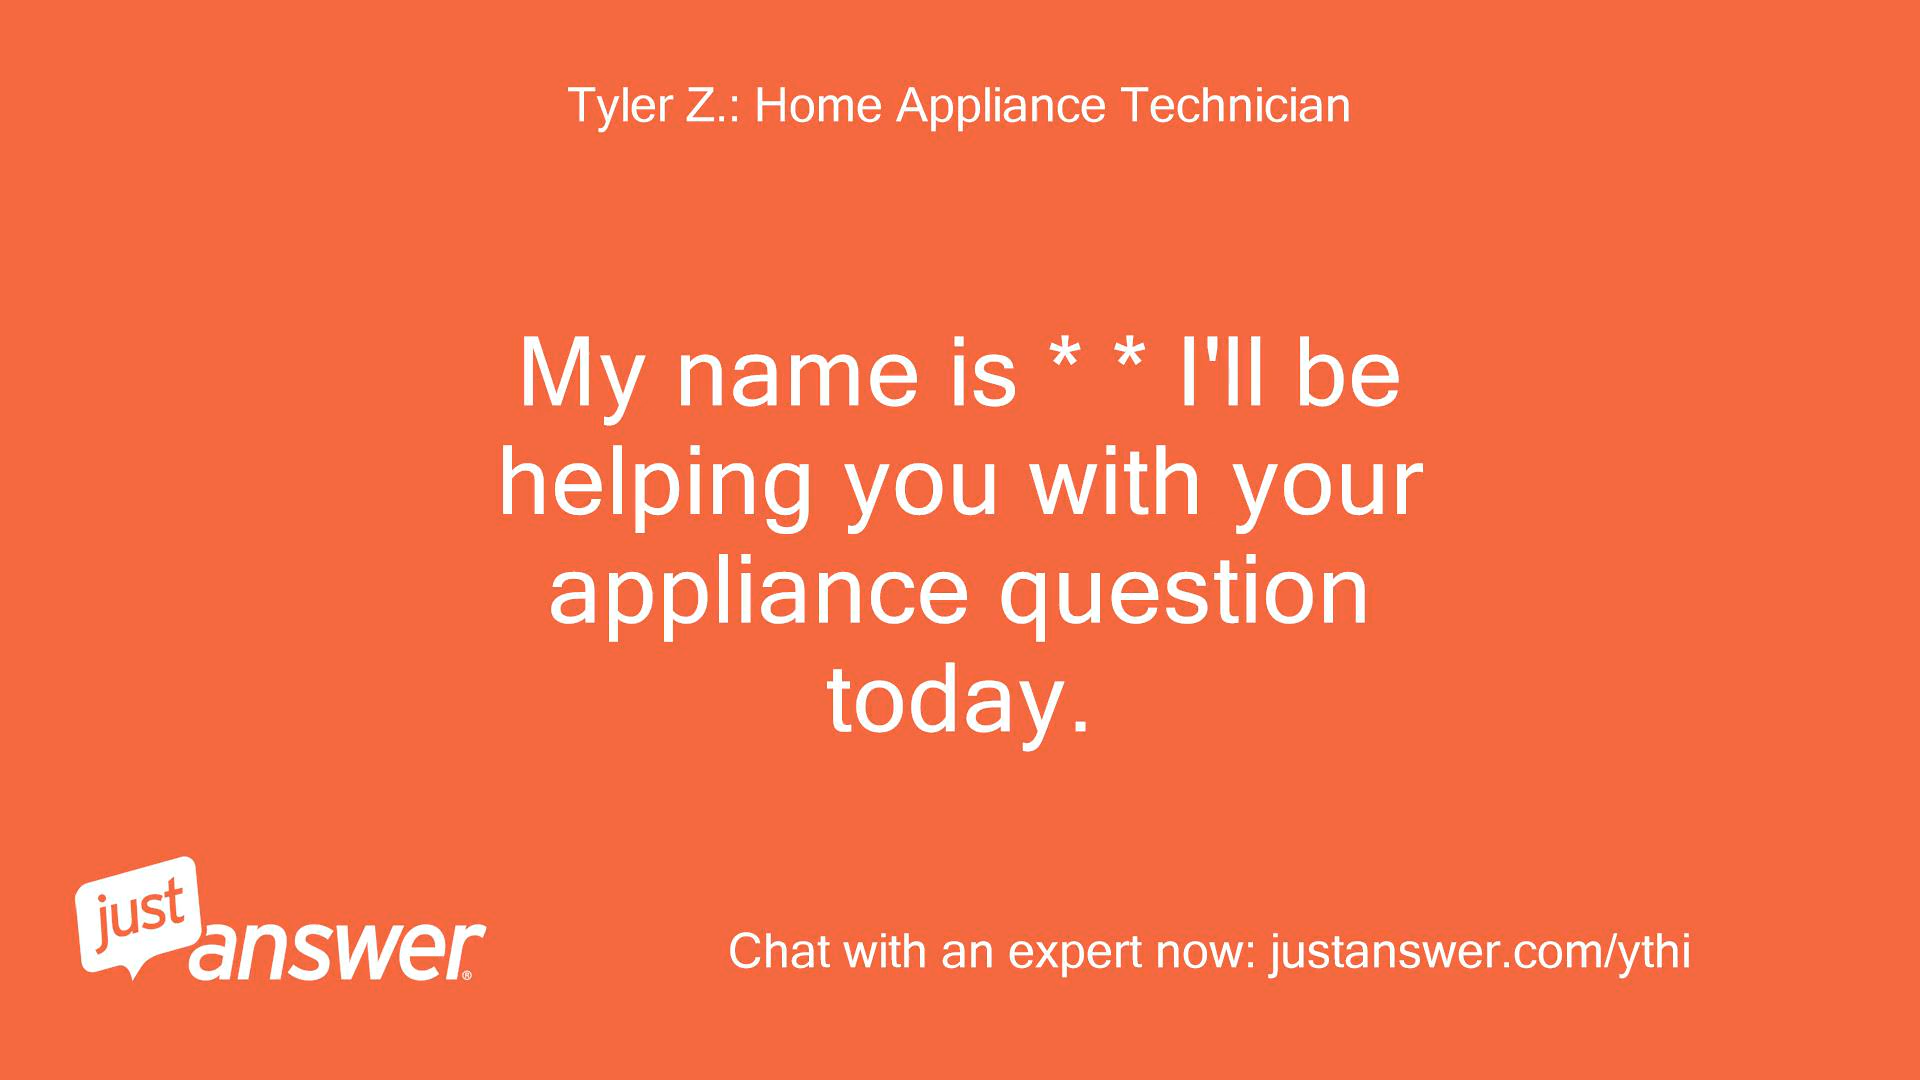 Tyler Z.: Home Appliance Technician
My name is * * I'll be
helping you with your
appliance question
today.
just
answer®
Chat with an expert now: justanswer.com/ythi